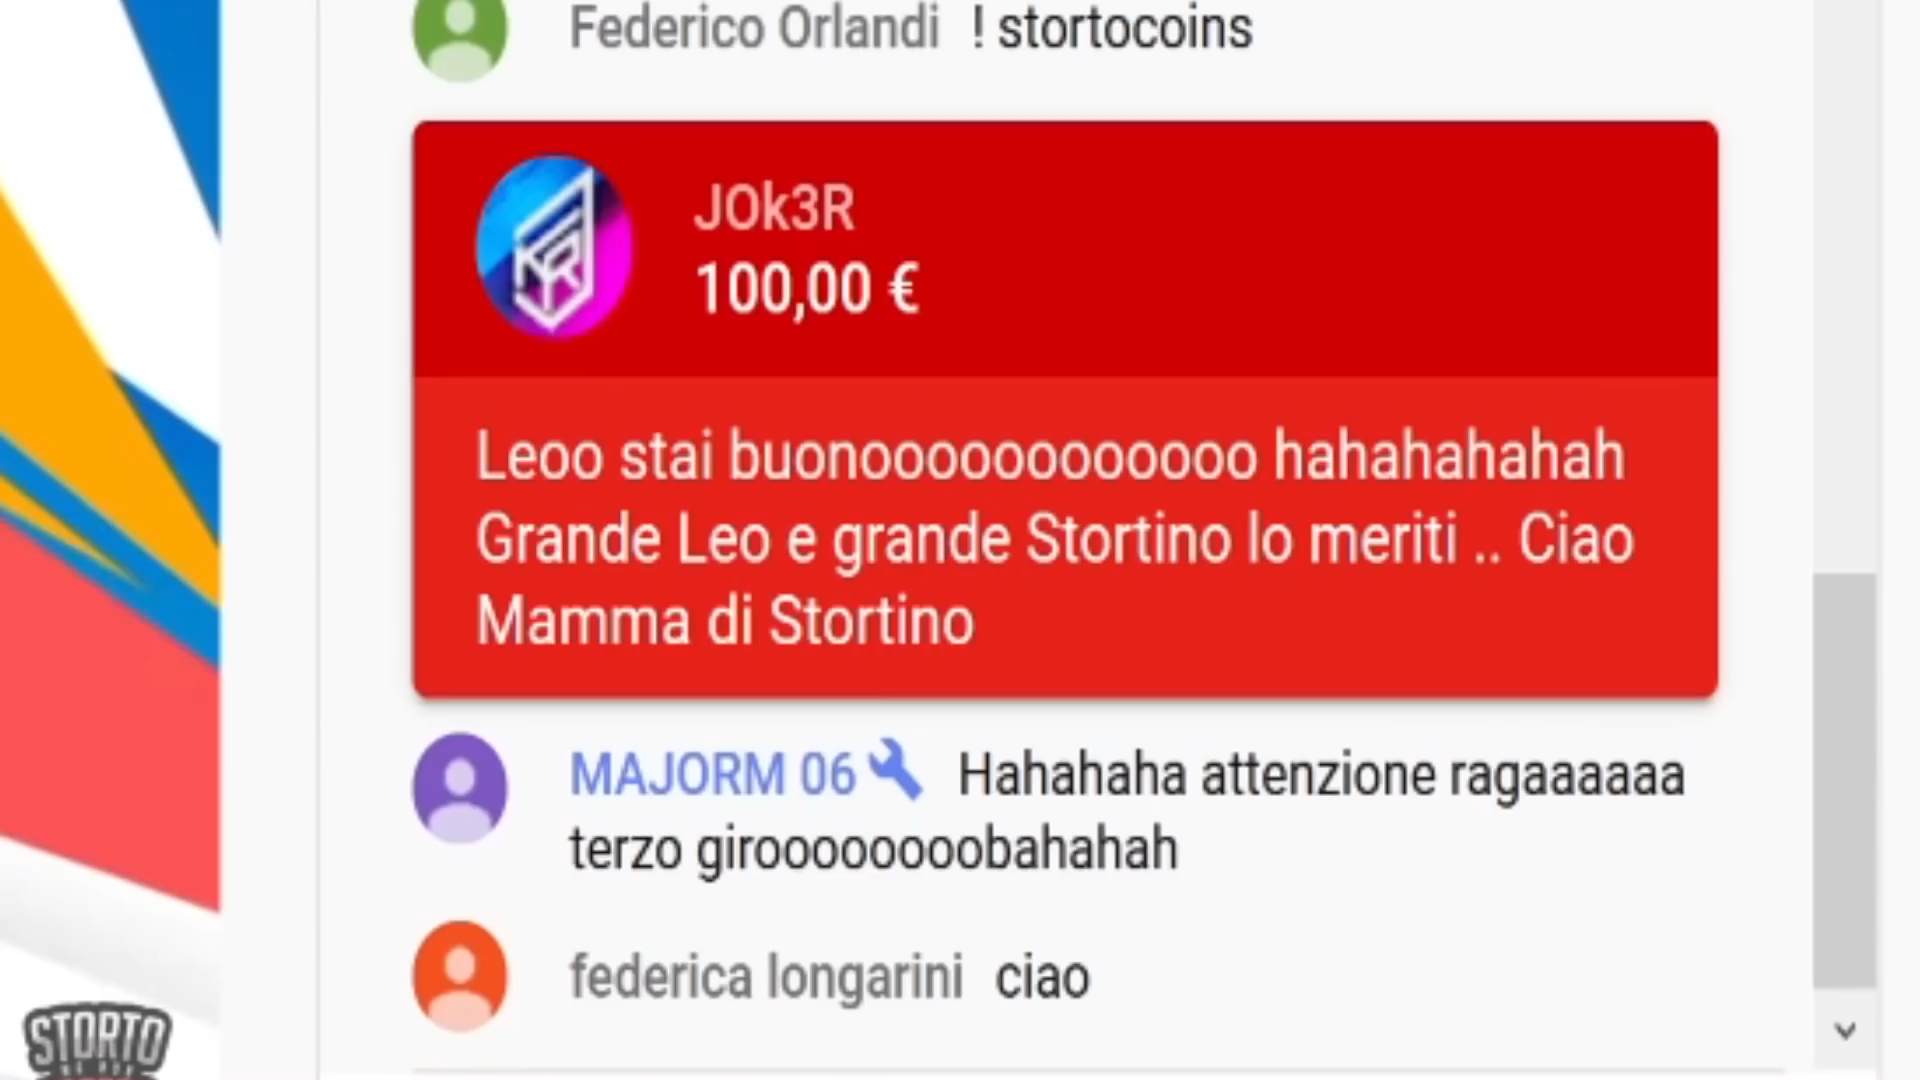 Federico Orlandi ! stortocoins
JOk3R
100,00 €
Leoo stai buonoooooooooooo hahahahahah
Grande Leo e grande Stortino lo meriti .. Ciao
Mamma di Stortino
MAJORM 06 Hahahaha attenzione ragaaaaaa
terzo girooooooooobahahah
federica longarini ciao
STORTO